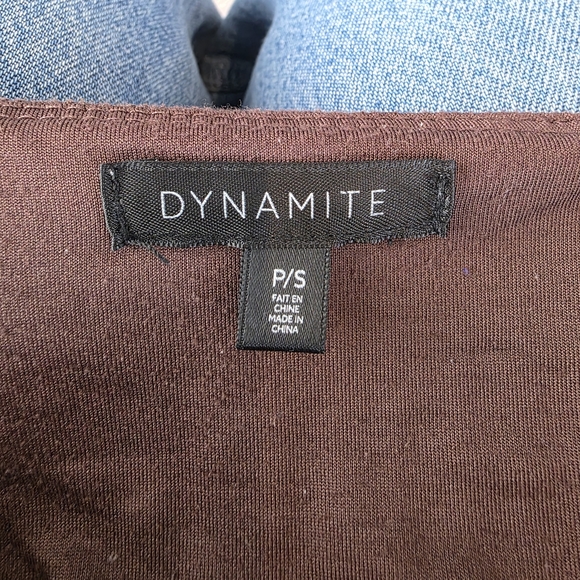 DYNAMITE
P/S
FAIT EN
CHINE
MADE IN
CHINA